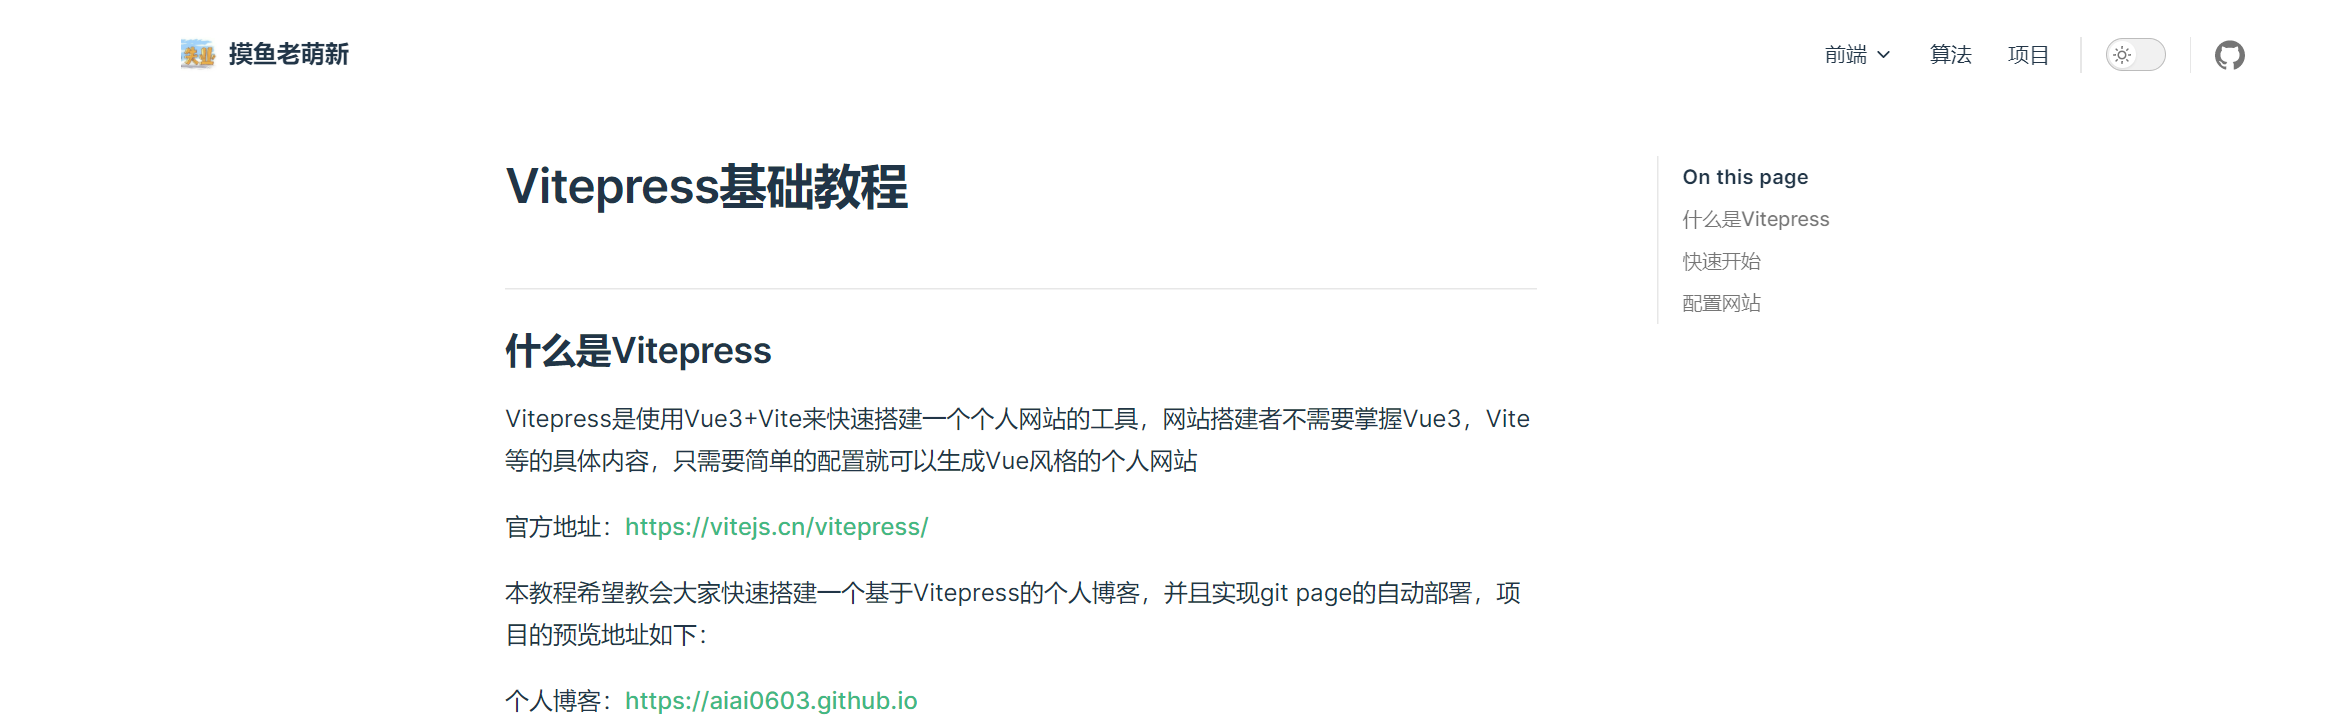 摸鱼老萌新
前端 算法 项目
Vitepress基础教程
On this page
什么是Vitepress
快速开始
配置网站
什么是Vitepress
Vitepress是使用Vue3+Vite来快速搭建一个个人网站的工具，网站搭建者不需要掌握Vue3，Vite
等的具体内容，只需要简单的配置就可以生成Vue风格的个人网站
官方地址：https://vitejs.cn/vitepress/
本教程希望教会大家快速搭建一个基于Vitepress的个人博客，并且实现git page的自动部署，项
目的预览地址如下：
个人博客：https://aiai0603.github.io